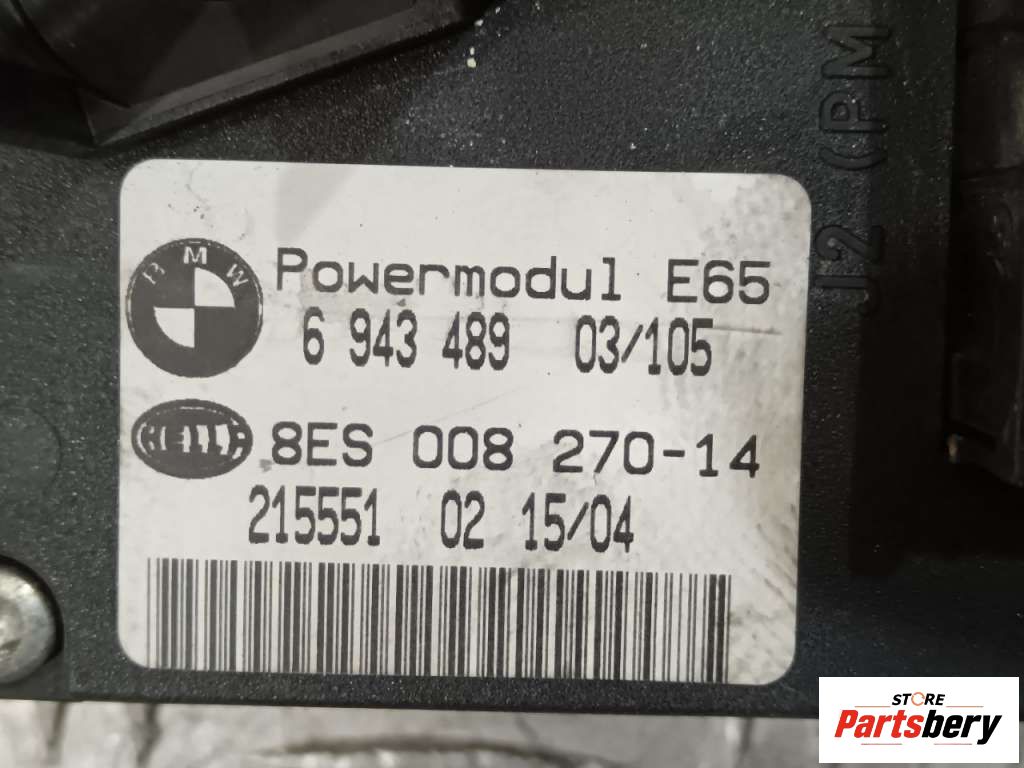 J2 (PM
BMW
Powermodul E65
6 943 489 03/105
HELLA
8ES 008 270-14
215551 02 15/04
STORE
Partsbery